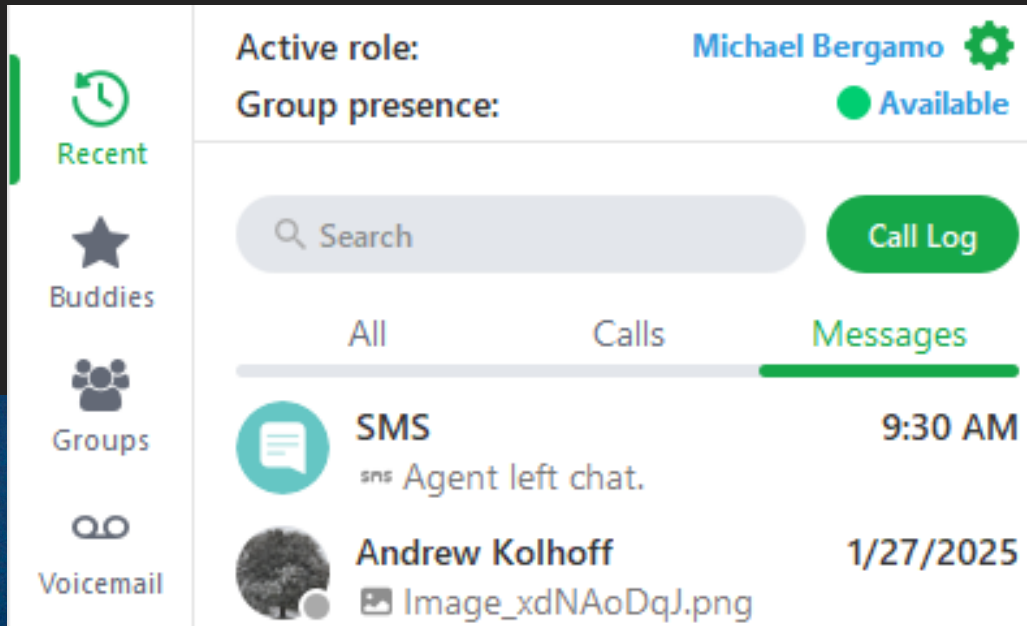 Active role: Michael Bergamo
Group presence: Available
Recent
Search Call Log
Buddies
All Calls Messages
SMS 9:30 AM
Groups
sms Agent left chat.
Andrew Kolhoff 1/27/2025
Voicemail
Image_xdNAoDqJ.png